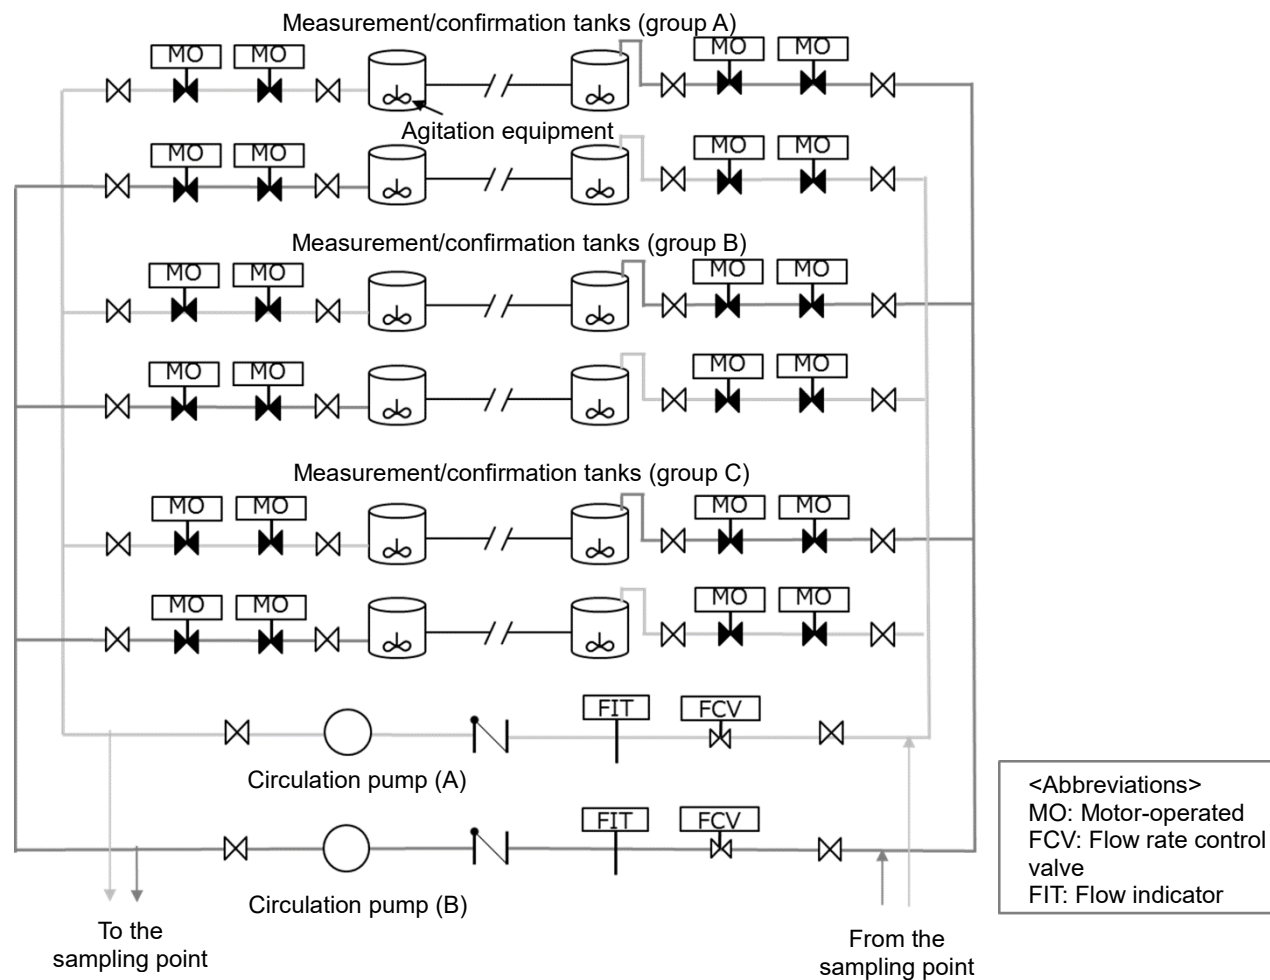 Measurement/confirmation tanks (group A)
MO MO MO MO
Agitation equipment
MO MO MO MO
Measurement/confirmation tanks (group B)
MO MO MO MO
MO MO MO MO
Measurement/confirmation tanks (group C)
MO MO MO MO
MO MO MO MO
FIT FCV
Circulation pump (A)
FIT FCV
Circulation pump (B)
To the
sampling point
From the
sampling point
<Abbreviations>
MO: Motor-operated
FCV: Flow rate control
valve
FIT: Flow indicator